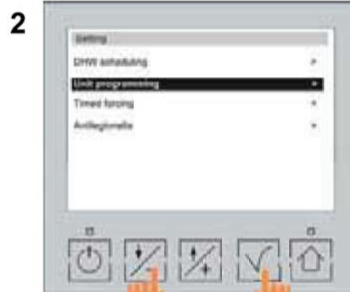 2
Setting
DHW scheduling >
Unit programming >
Timed forcing >
Antilegionella >